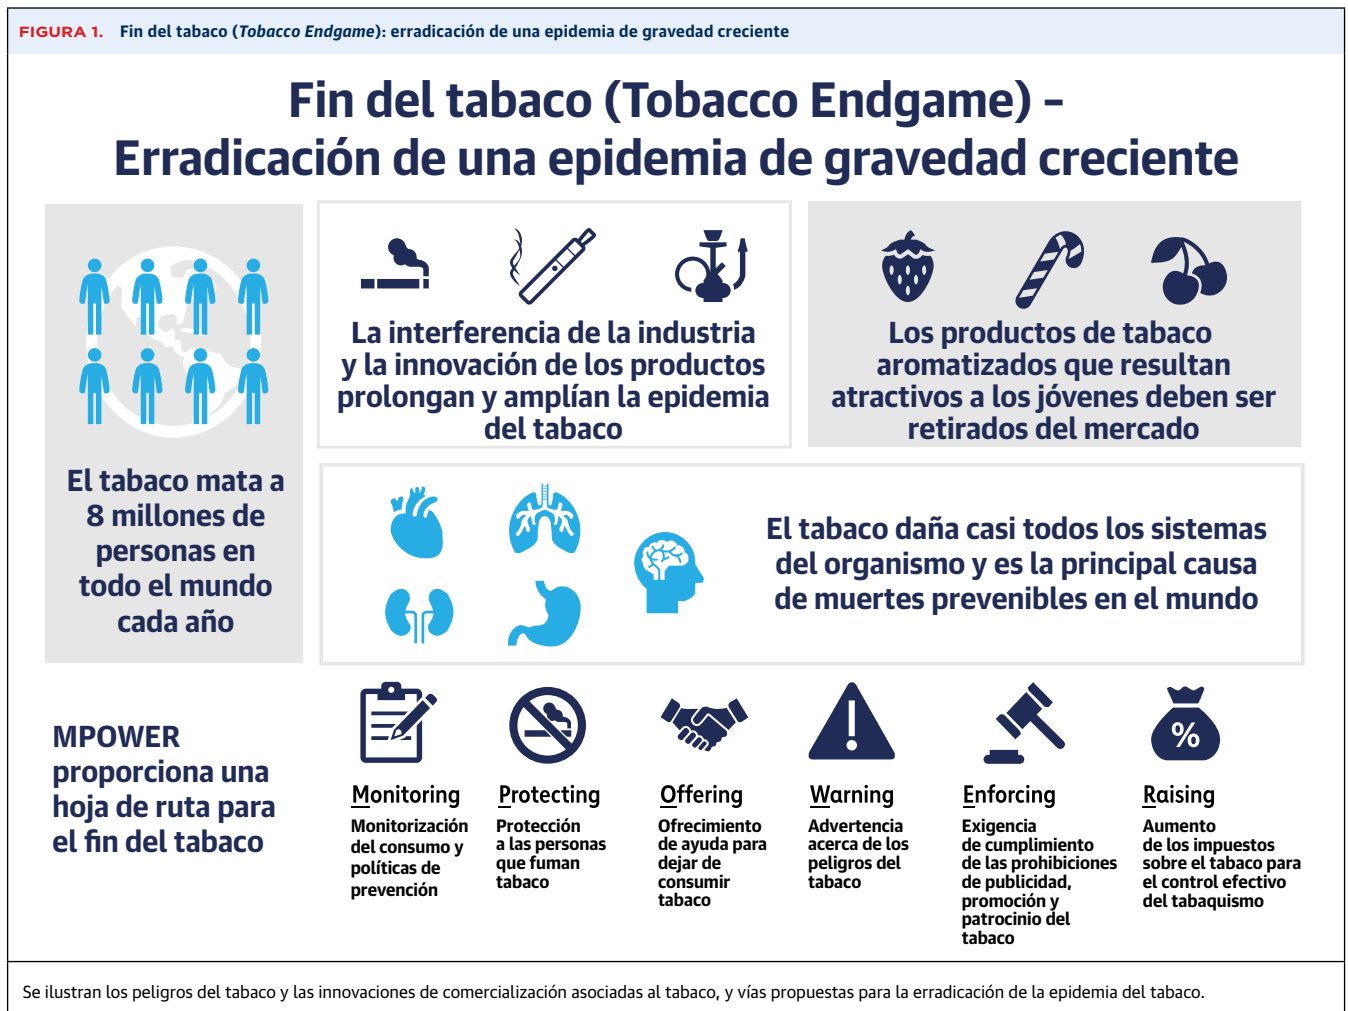 FIGURA 1. Fin del tabaco (Tobacco Endgame): erradicación de una epidemia de gravedad creciente
Fin del tabaco (Tobacco Endgame) –
Erradicación de una epidemia de gravedad creciente
El tabaco mata a
8 millones de
personas en
todo el mundo
cada año
La interferencia de la industria
y la innovación de los productos
prolongan y amplían la epidemia
del tabaco
Los productos de tabaco
aromatizados que resultan
atractivos a los jóvenes deben ser
retirados del mercado
El tabaco daña casi todos los sistemas
del organismo y es la principal causa
de muertes prevenibles en el mundo
MPOWER
proporciona una
hoja de ruta para
el fin del tabaco
Monitoring
Monitorización
del consumo y
políticas de
prevención
Protecting
Protección
a las personas
que fuman
tabaco
Offering
Ofrecimiento
de ayuda para
dejar de
consumir
tabaco
Warning
Advertencia
acerca de los
peligros del
tabaco
Enforcing
Exigencia
de cumplimiento
de las prohibiciones
de publicidad,
promoción y
patrocinio del
tabaco
%
Raising
Aumento
de los impuestos
sobre el tabaco para
el control efectivo
del tabaquismo
Se ilustran los peligros del tabaco y las innovaciones de comercialización asociadas al tabaco, y vías propuestas para la erradicación de la epidemia del tabaco.